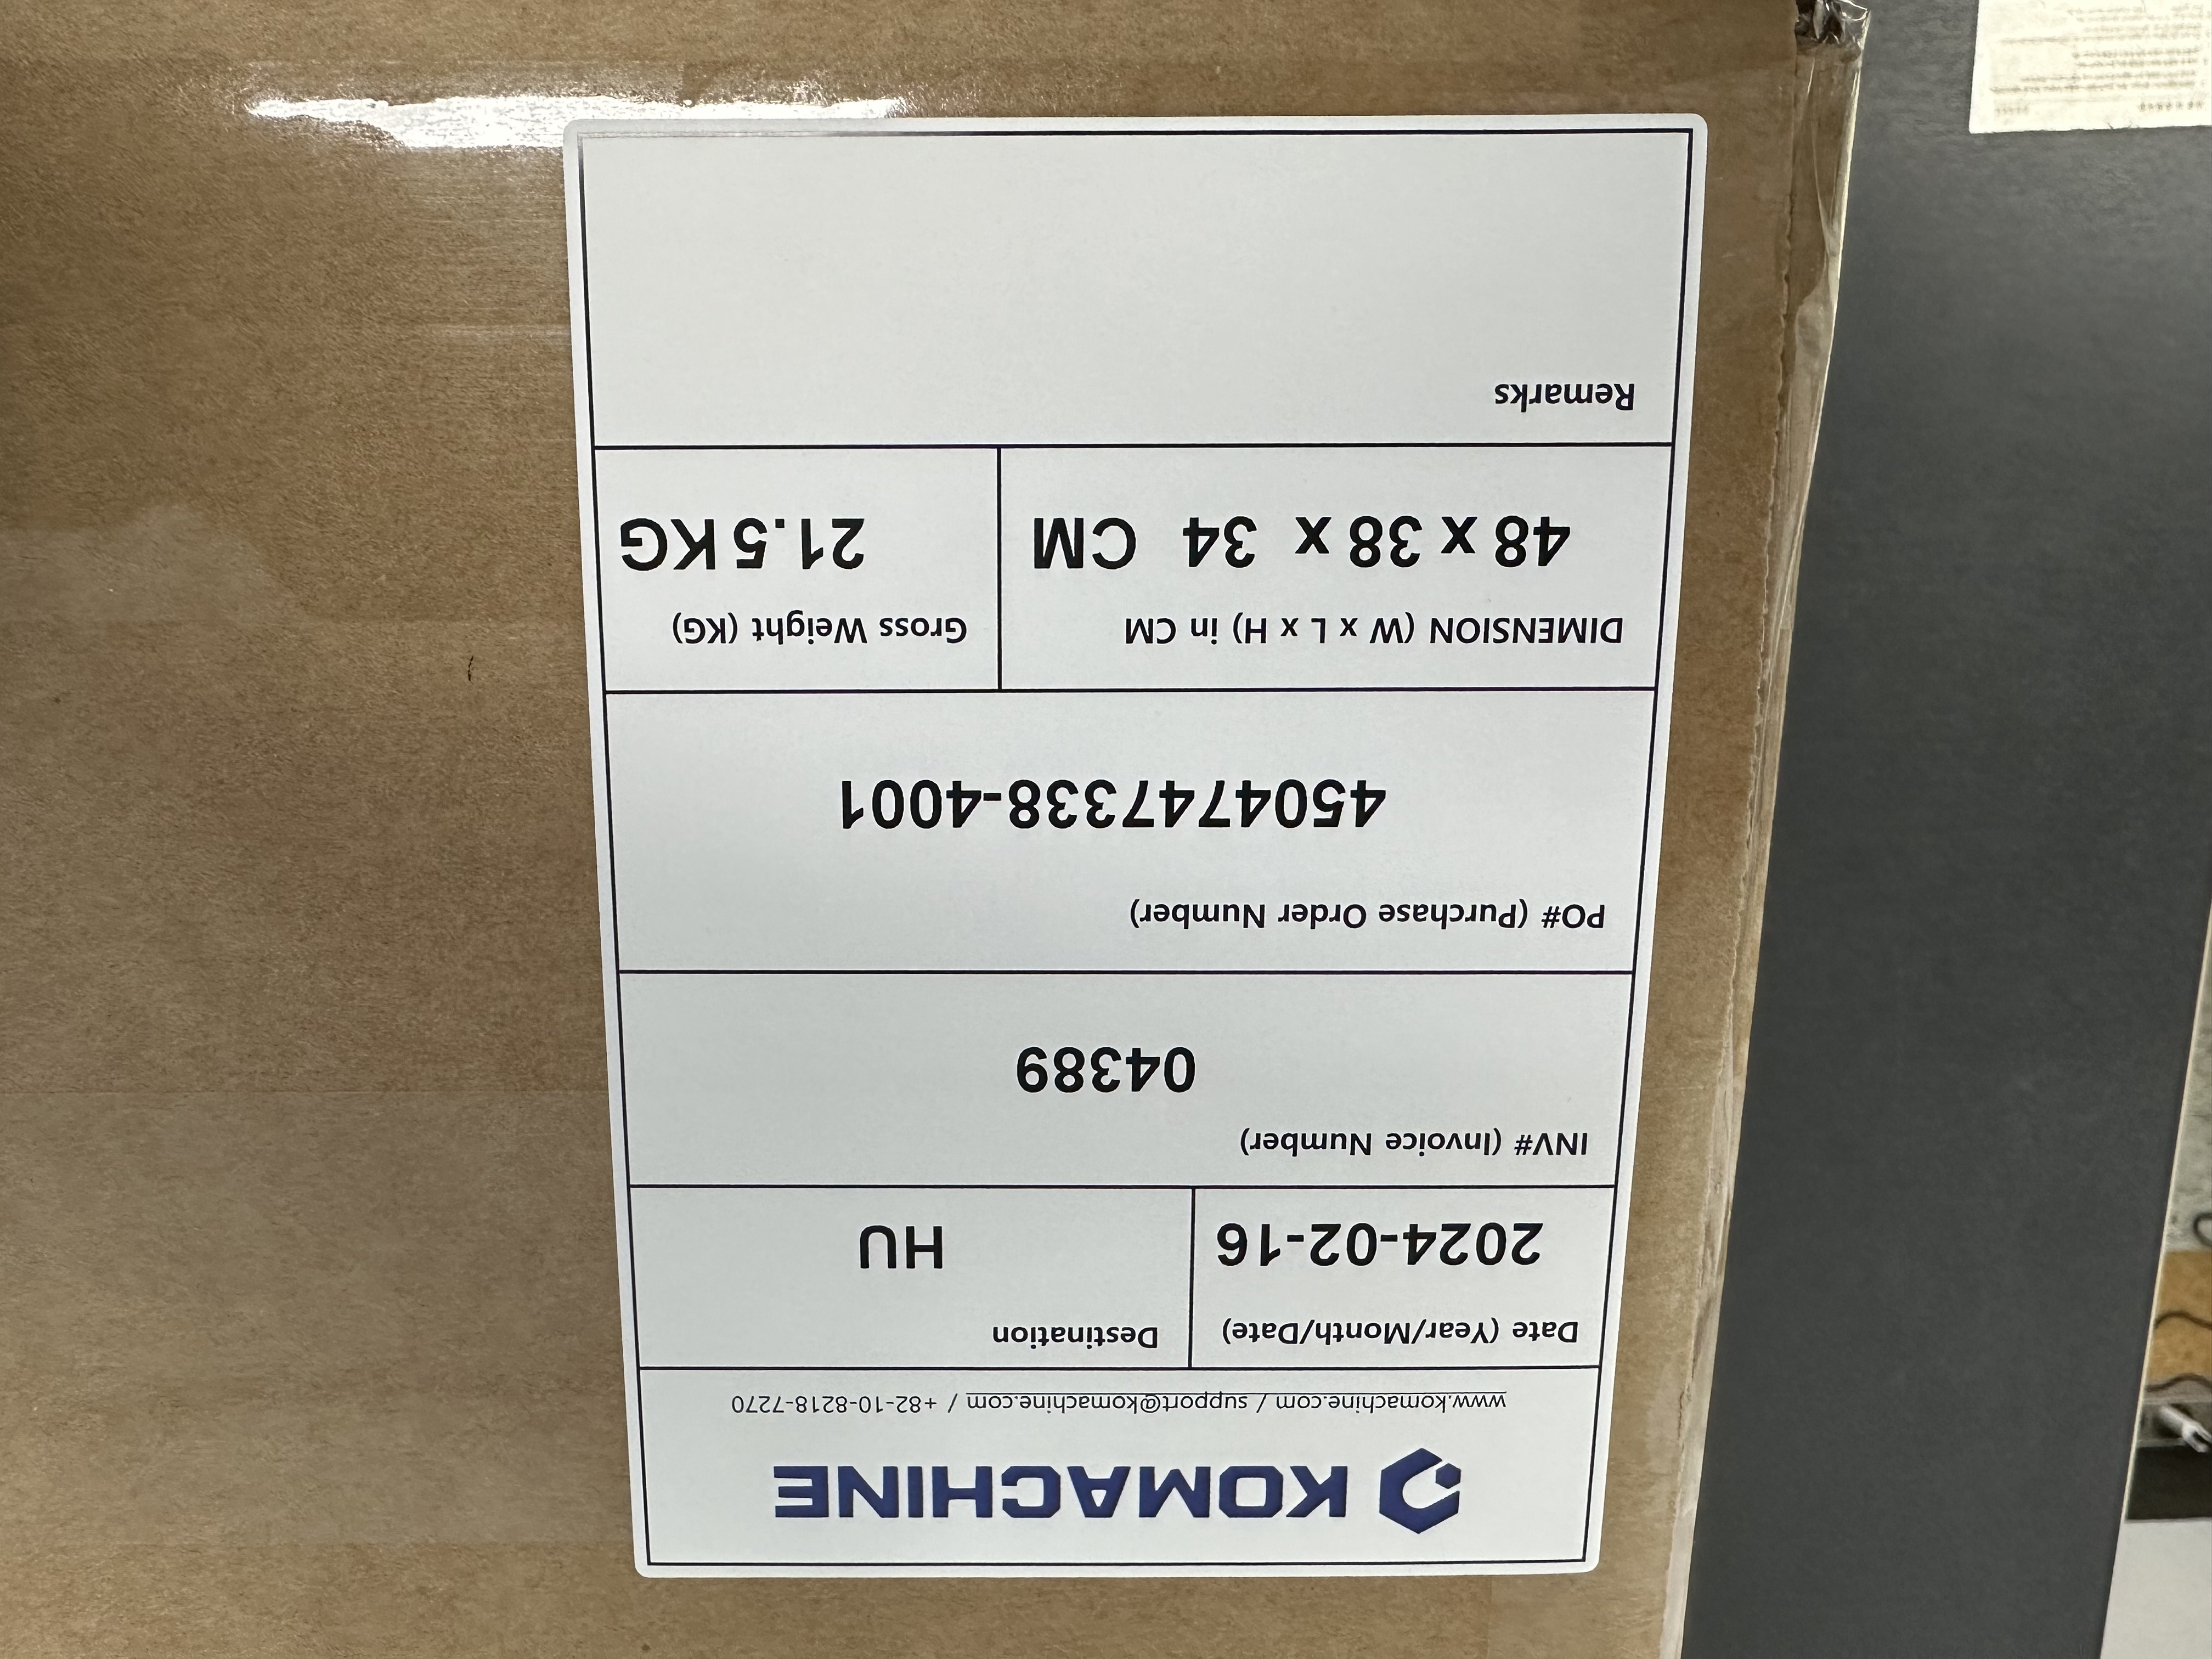 KOMACHINE
www.komachine.com / support@komachine.com / +82-10-8218-7270
Date (Year/Month/Date)
2024-02-16
Destination
HU
INV# (Invoice Number)
04389
PO# (Purchase Order Number)
4504747338-4001
DIMENSION (W x L x H) in CM
48 x 38 x 34 CM
Gross Weight (KG)
21.5 KG
Remarks